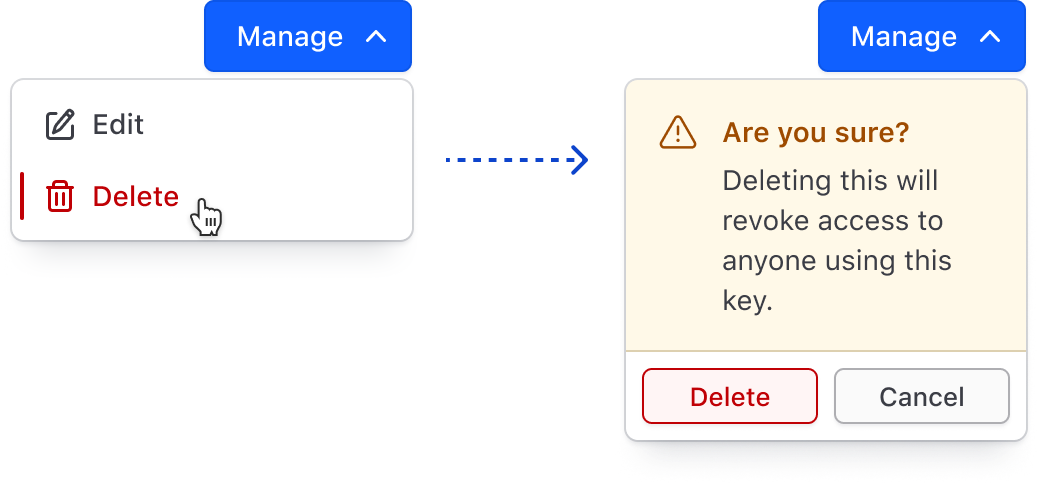 Manage
Edit
Delete
Manage
Are you sure?
Deleting this will
revoke access to
anyone using this
key.
Delete
Cancel